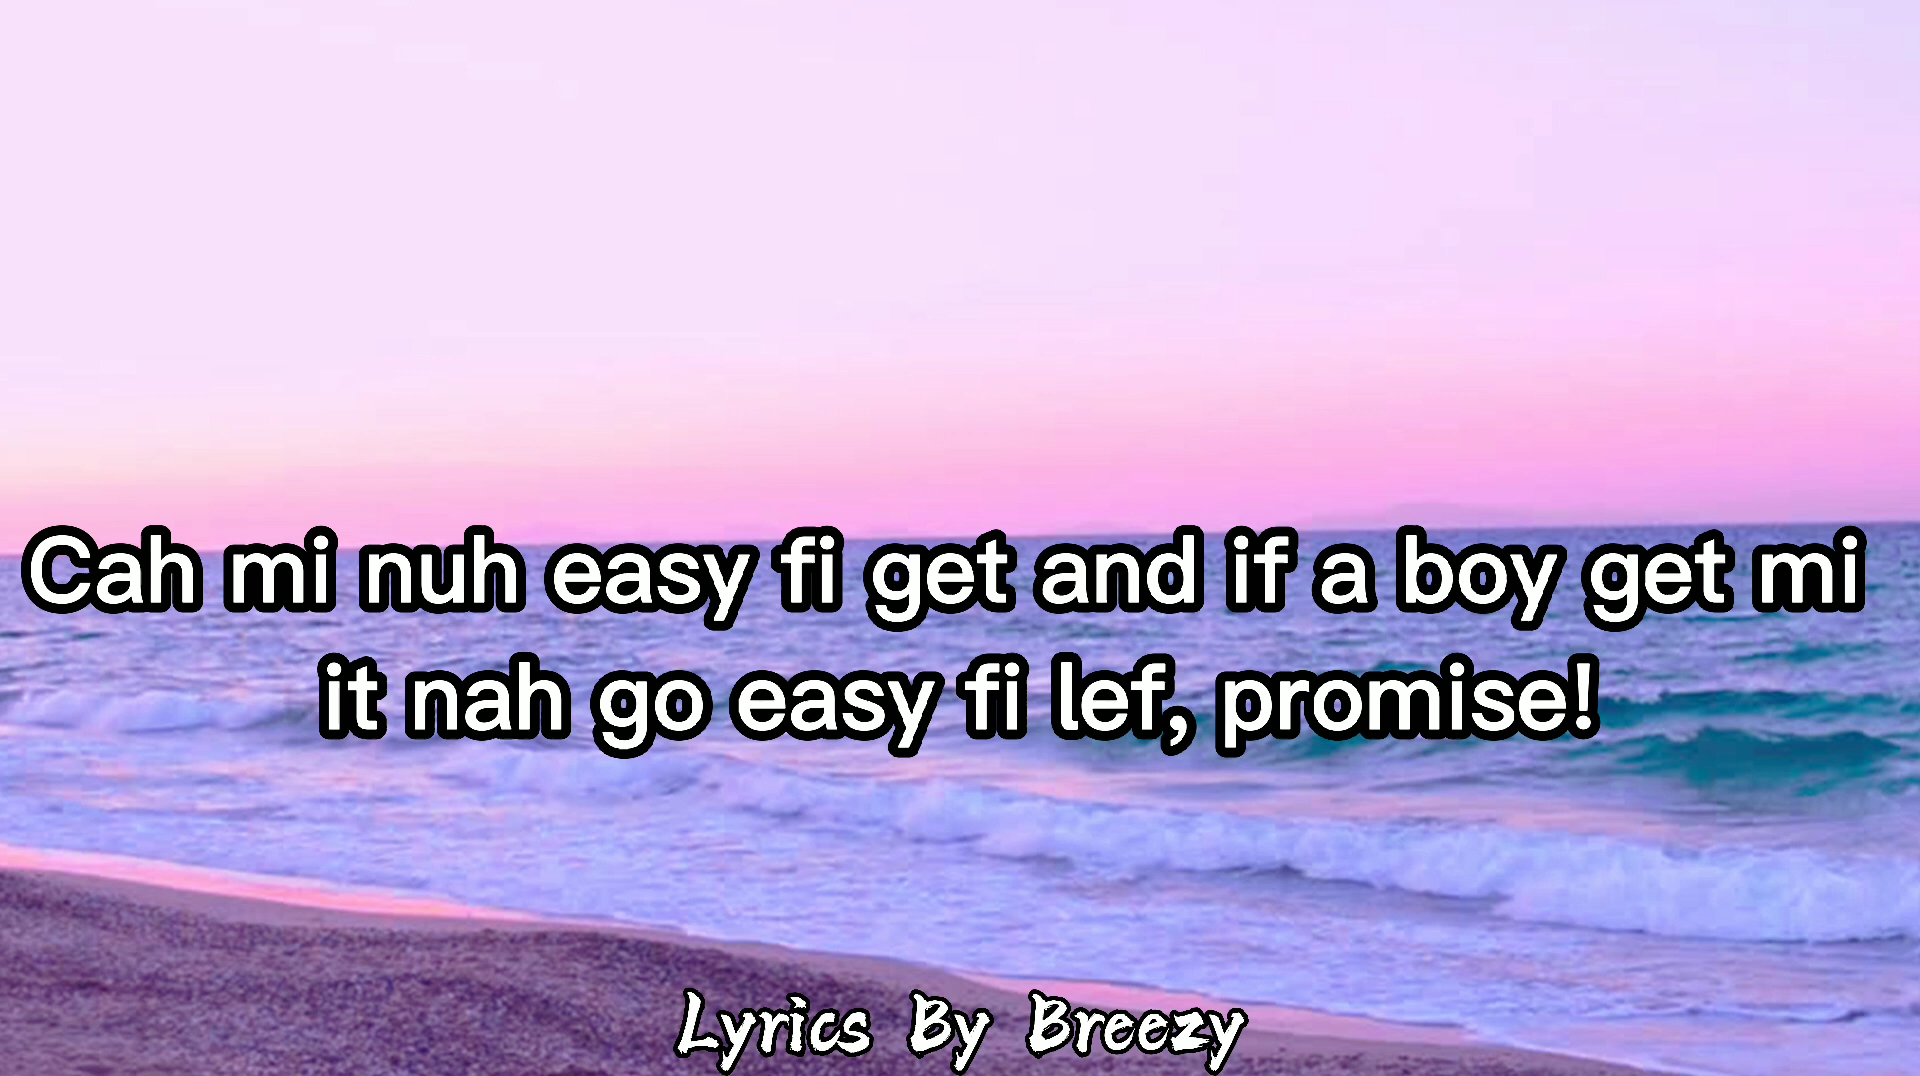 Cah mi nuh easy fi get and if a boy get mi
it nah go easy fi lef, promise!
Lyrics By Breezy